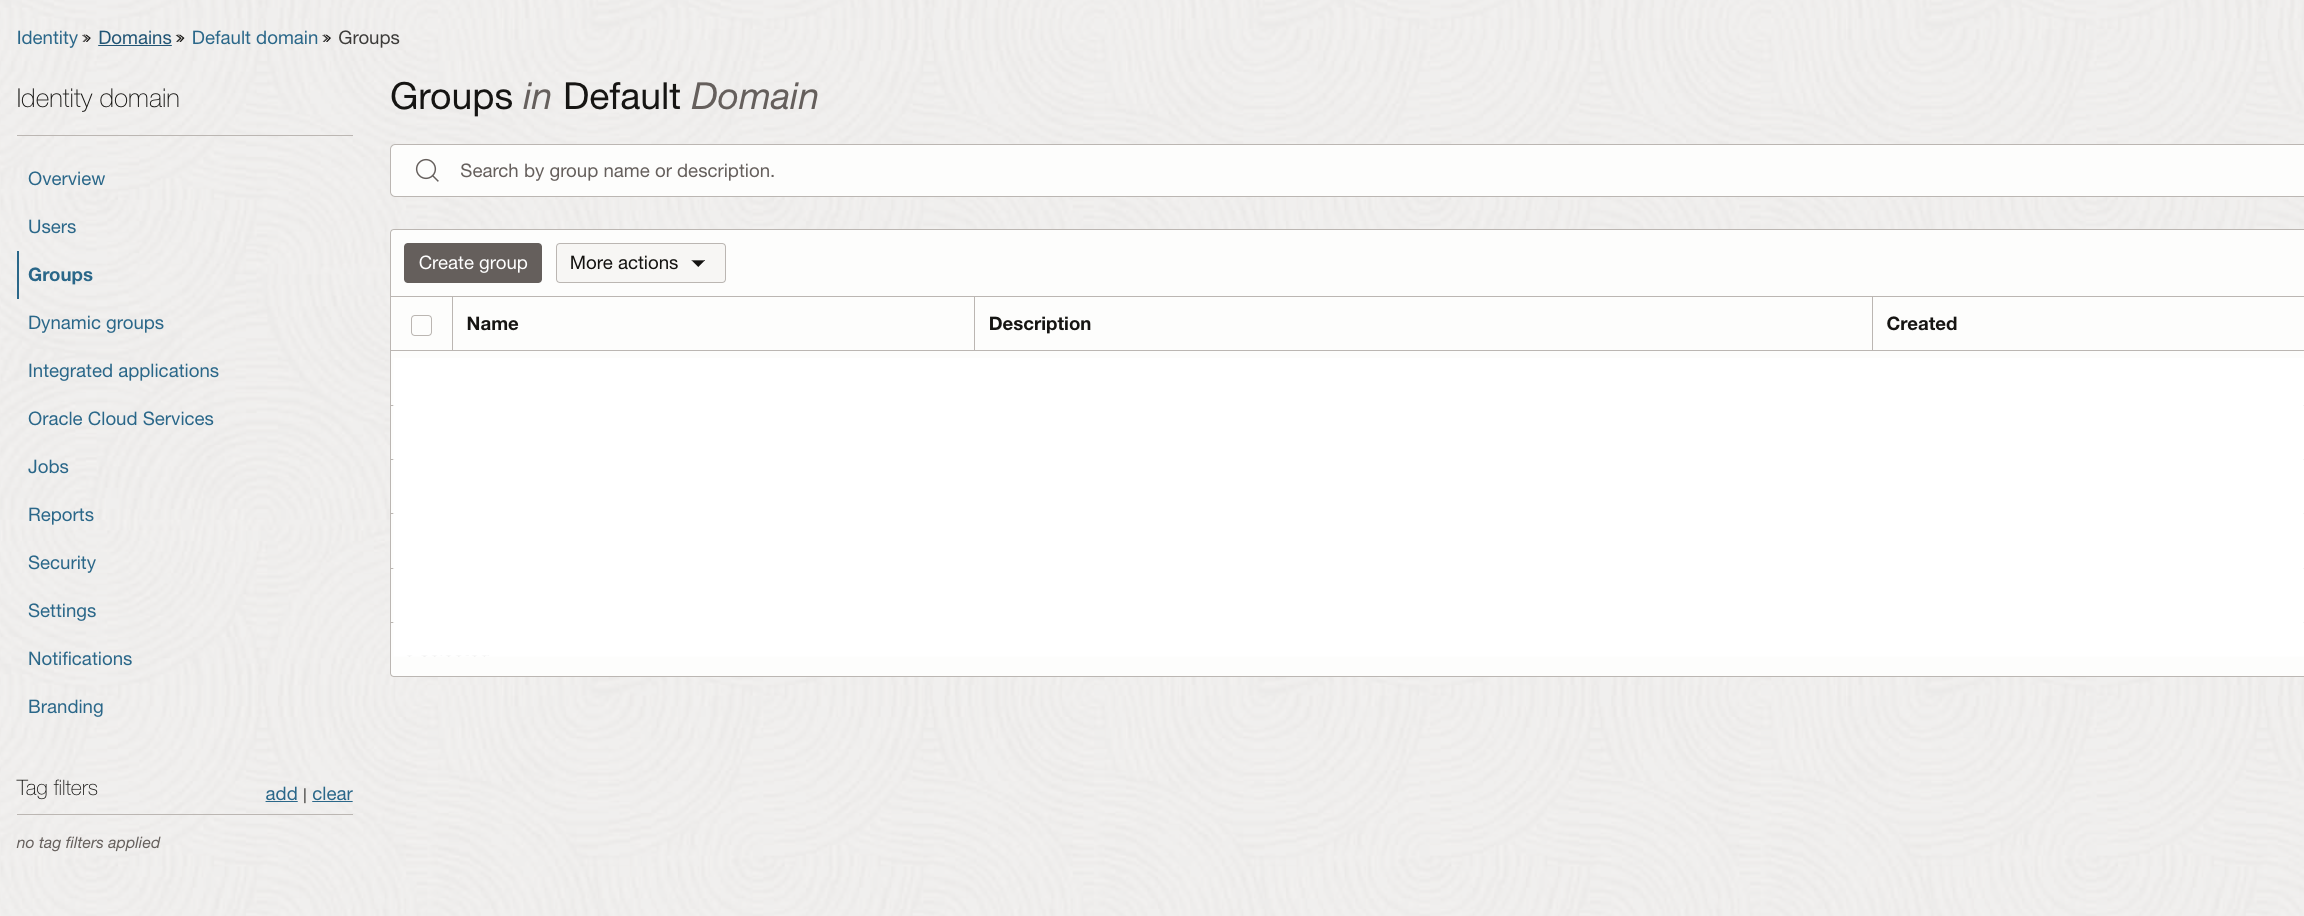 Identity » Domains » Default domain » Groups
Identity domain
Overview
Users
Groups
Dynamic groups
Integrated applications
Oracle Cloud Services
Jobs
Reports
Security
Settings
Notifications
Branding
Tag filters
add | clear
no tag filters applied
Groups in Default Domain
Search by group name or description.
Create group
More actions
Name
Description
Created